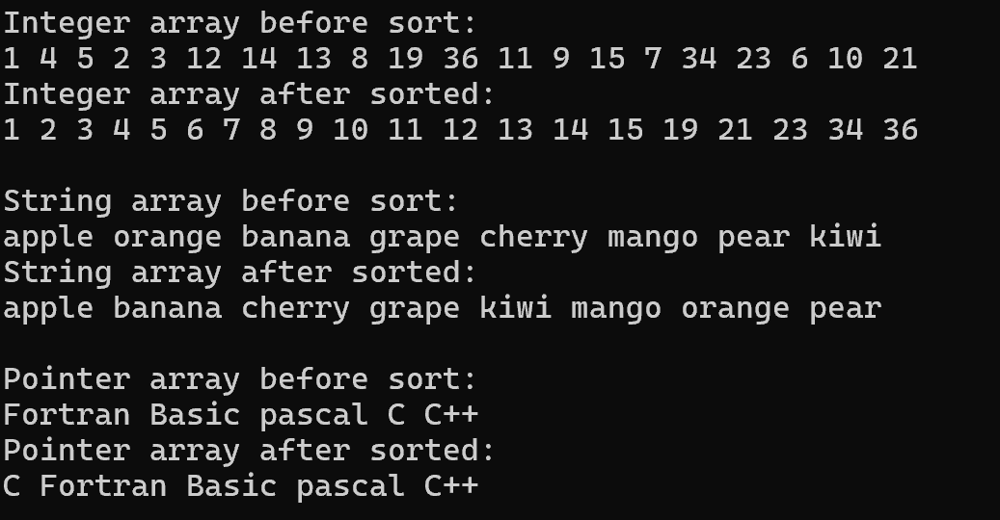 Integer array before sort:
1 4 5 2 3 12 14 13 8 19 36 11 9 15 7 34 23 6 10 21
Integer array after sorted:
1 2 3 4 5 6 7 8 9 10 11 12 13 14 15 19 21 23 34 36
String array before sort:
apple orange banana grape cherry mango pear kiwi
String array after sorted:
apple banana cherry grape kiwi mango orange pear
Pointer array before sort:
Fortran Basic pascal C C++
Pointer array after sorted:
C Fortran Basic pascal C++